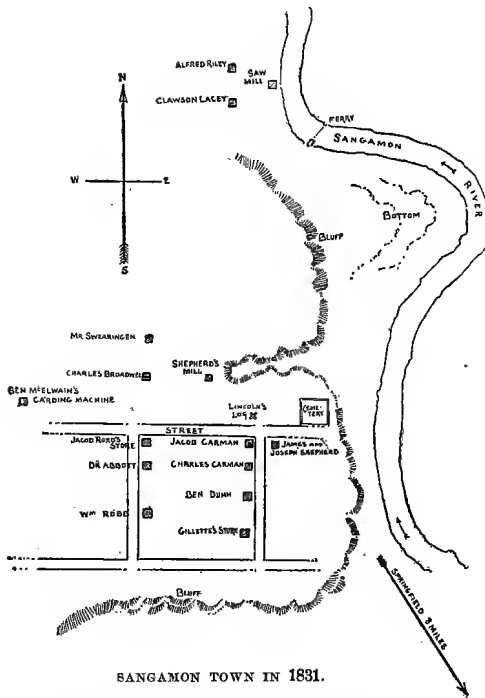 ALFRED RILEY
SAW
MILL
CLAWSON LACEY
N
W
E
S
FERRY
SANGAMON
RIVER
BOTTOM
BLUFF
MR SWEARINGEN
CHARLES BROADWELL
SHEPHERD'S
MILL
BEN McELWAIN'S
CARDING MACHINE
LINCOLN'S
LOG
CEME-
TERY
STREET
JACOB
STORE
JACOB CARMAN
JAMES AND
JOSEPH SHEPHERD
DR ABBOTT
CHARLES CARMAN
BEN DUNN
WM ROBB
GILLETTE'S STORE
BLUFF
SPRINGFIELD 8 MILES
SANGAMON TOWN IN 1831.